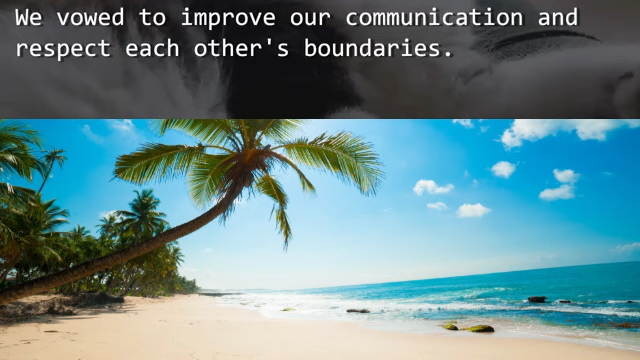 We vowed to improve our communication and
respect each other's boundaries.